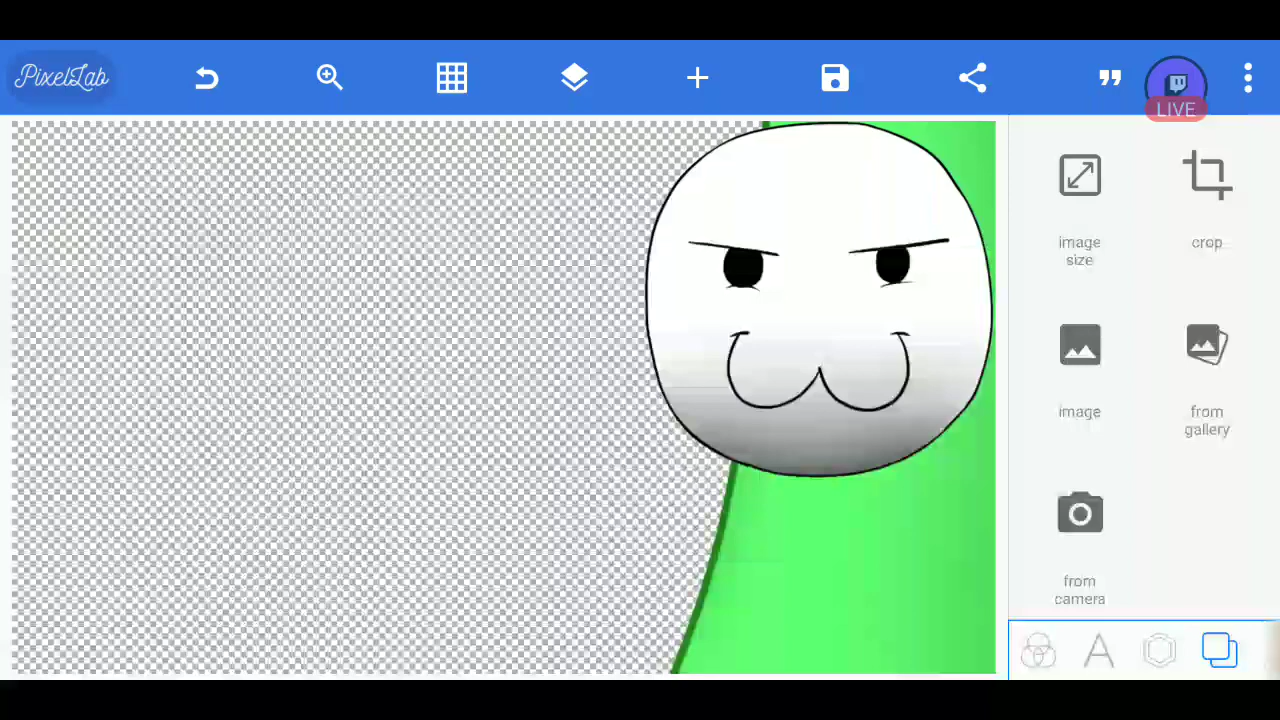 PixelLab
LIVE
image
size
crop
image
from
gallery
from
camera